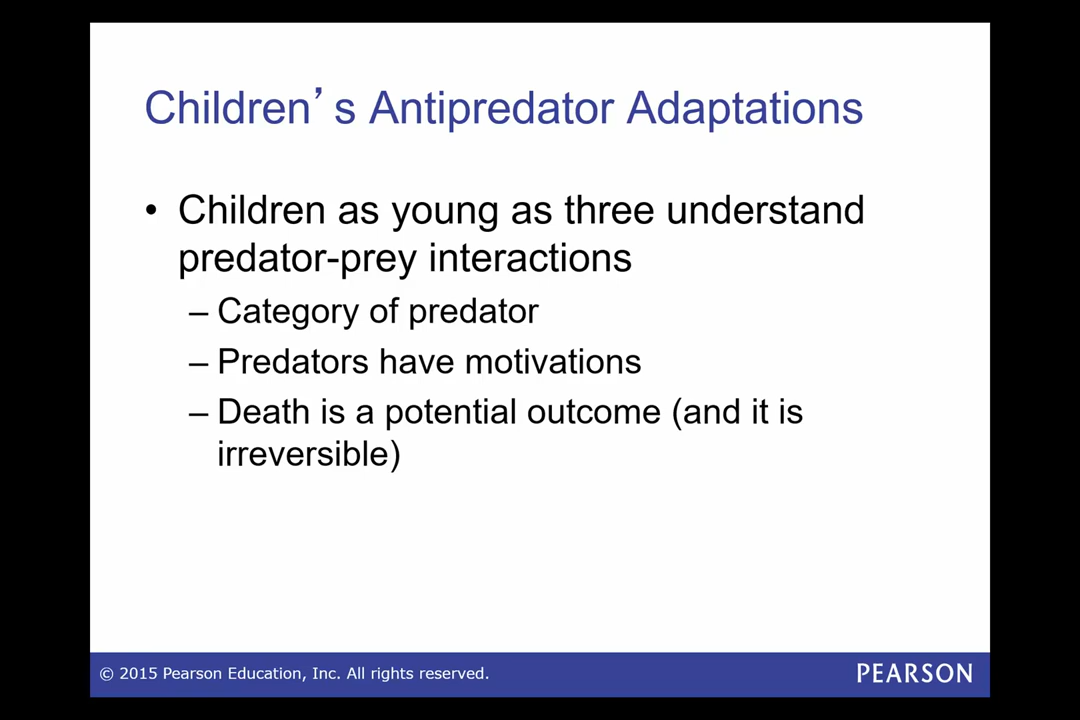 Children’s Antipredator Adaptations
• Children as young as three understand
predator-prey interactions
– Category of predator
– Predators have motivations
– Death is a potential outcome (and it is
irreversible)
© 2015 Pearson Education, Inc. All rights reserved.
PEARSON